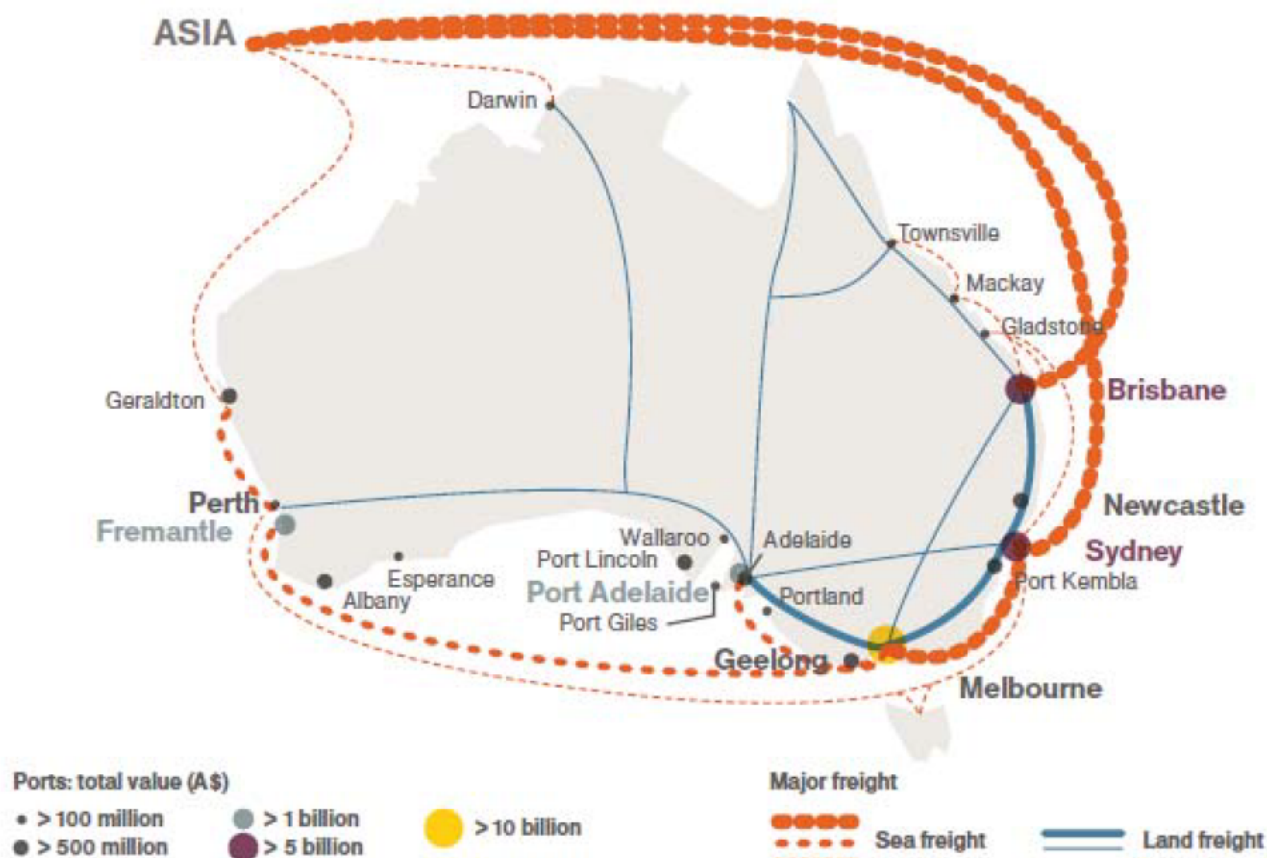 ASIA
Darwin
Townsville
Mackay
Gladstone
Geraldton
Brisbane
Perth
Newcastle
Fremantle
Wallaroo
Adelaide
Sydney
Port Lincoln
Esperance
Port Kembla
Port Adelaide
Portland
Albany
Port Giles
Geelong
Melbourne
Ports: total value (A$)
Major freight
> 100 million
> 1 billion
> 10 billion
Sea freight
Land freight
> 500 million
> 5 billion